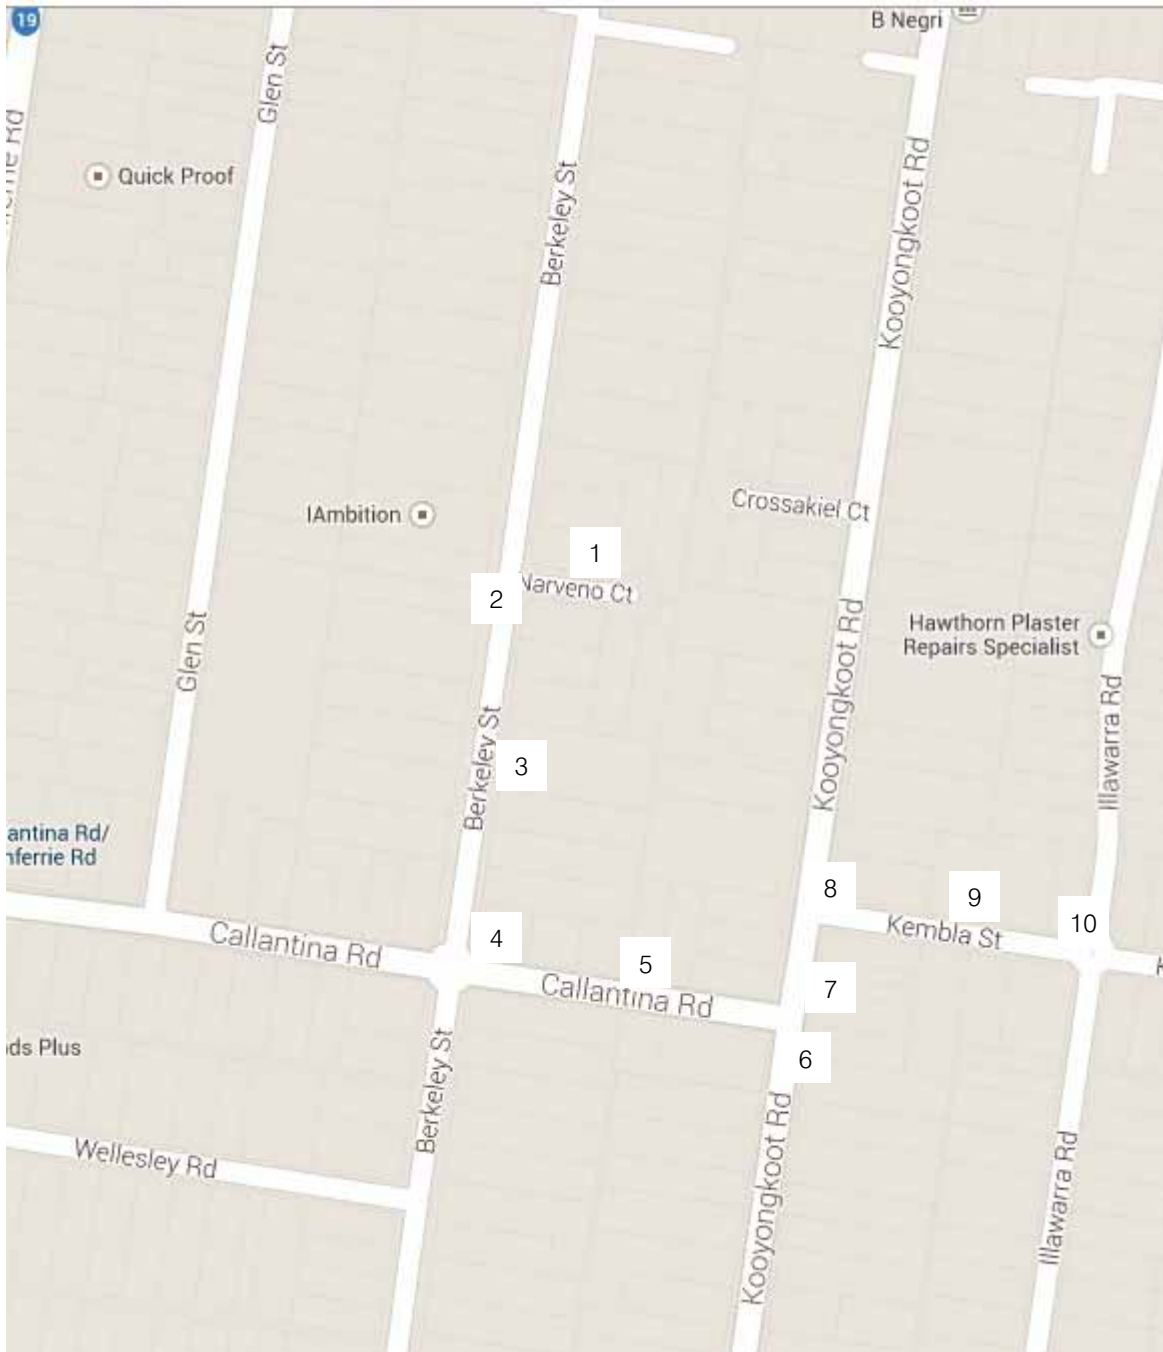 19
B Negri
Glen St
Quick Proof
Berkeley St
Kooyongkoot Rd
Crossakiel Ct
IAmbition
1
Narveno Ct
2
Glen St
Hawthorn Plaster
Repairs Specialist
Kooyongkoot Rd
Illawarra Rd
Berkeley St
3
antina Rd/
nferrie Rd
8
9
10
Kembla St
4
Callantina Rd
5
Callantina Rd
7
6
ds Plus
Berkeley St
Wellesley Rd
Kooyongkoot Rd
Illawarra Rd